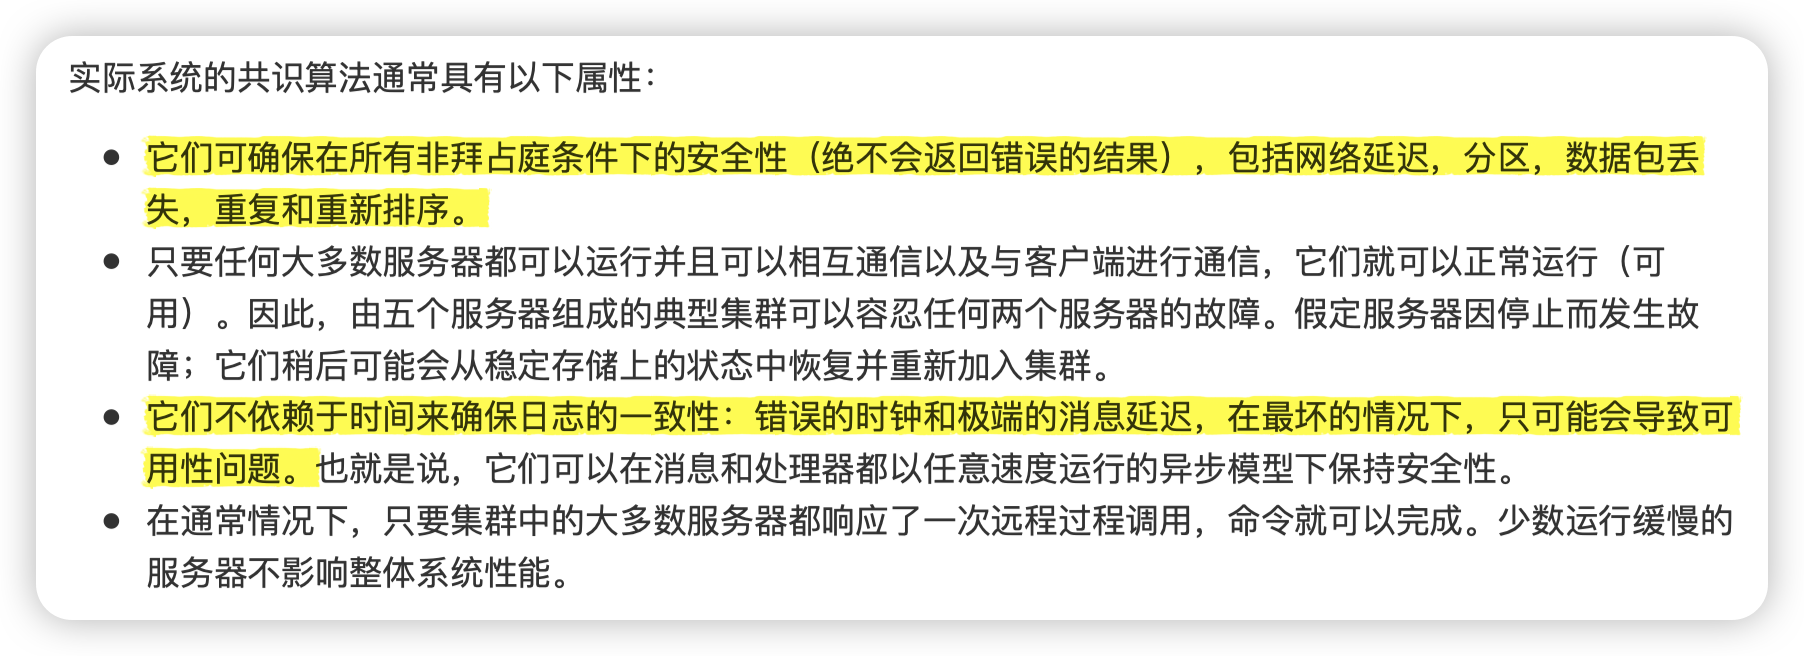 实际系统的共识算法通常具有以下属性：
● 它们可确保在所有非拜占庭条件下的安全性（绝不会返回错误的结果），包括网络延迟，分区，数据包丢
失，重复和重新排序。
● 只要任何大多数服务器都可以运行并且可以相互通信以及与客户端进行通信，它们就可以正常运行（可
用）。因此，由五个服务器组成的典型集群可以容忍任何两个服务器的故障。假定服务器因停止而发生故
障；它们稍后可能会从稳定存储上的状态中恢复并重新加入集群。
● 它们不依赖于时间来确保日志的一致性：错误的时钟和极端的消息延迟，在最坏的情况下，只可能会导致可
用性问题。也就是说，它们可以在消息和处理器都以任意速度运行的异步模型下保持安全性。
● 在通常情况下，只要集群中的大多数服务器都响应了一次远程过程调用，命令就可以完成。少数运行缓慢的
服务器不影响整体系统性能。